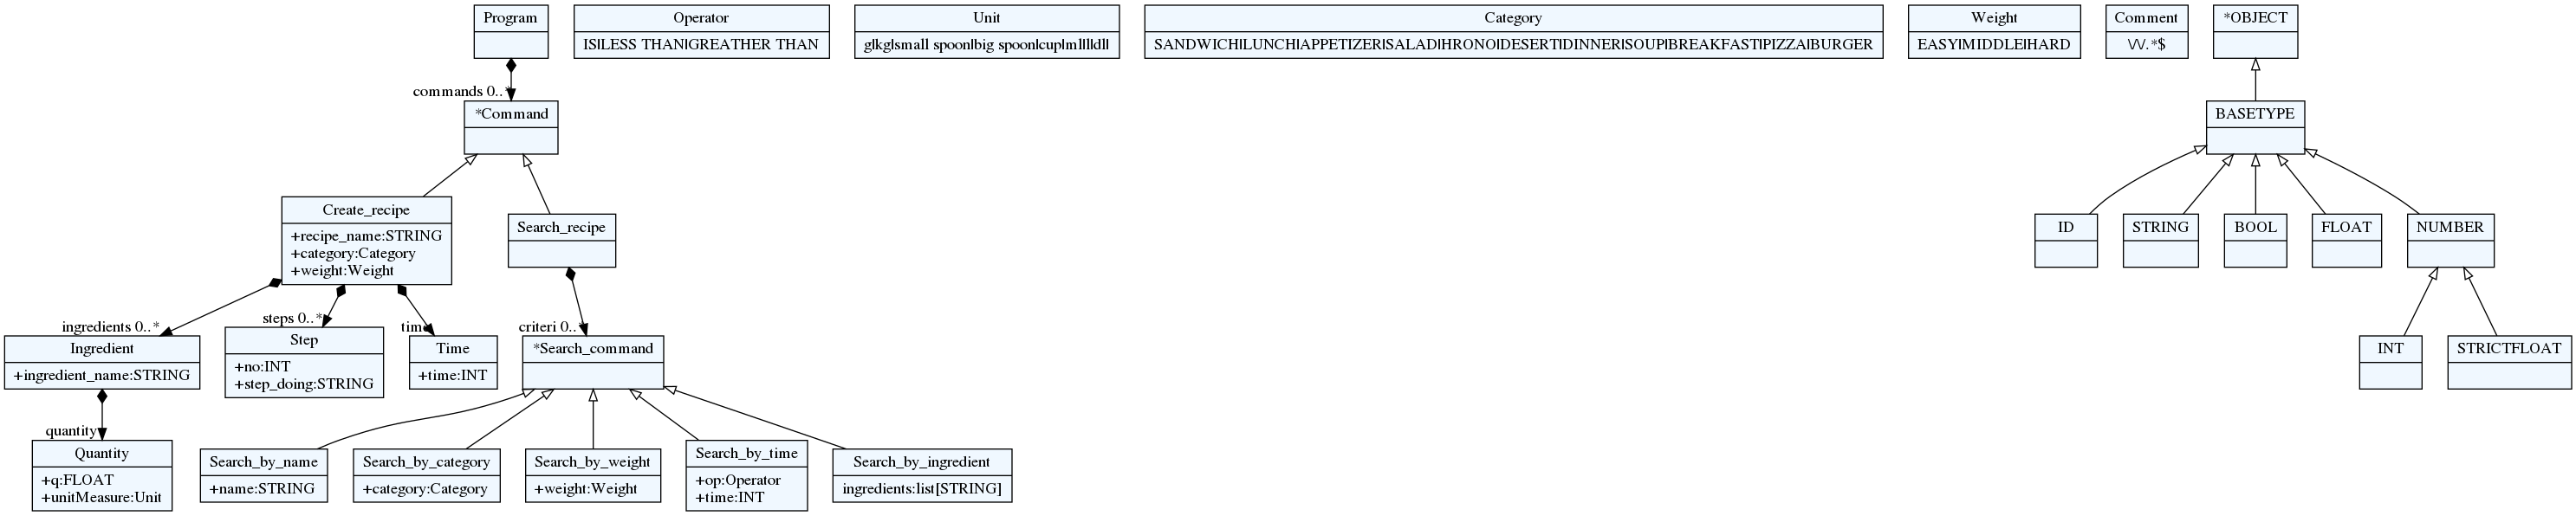 Program
Operator
IS|LESS THAN|GREATHER THAN
Unit
g|kg|small spoon|big spoon|cup|ml|l|dl|
Category
SANDWICH|LUNCH|APPETIZER|SALAD|HRONO|DESERT|DINNER|SOUP|BREAKFAST|PIZZA|BURGER
Weight
EASY|MIDDLE|HARD
Comment
\/\/.*$
*OBJECT
commands 0..*
*Command
BASETYPE
Create_recipe
+recipe_name:STRING
+category:Category
+weight:Weight
Search_recipe
ID
STRING
BOOL
FLOAT
NUMBER
ingredients 0..*
steps 0..*
time
criteri 0..*
Ingredient
+ingredient_name:STRING
Step
+no:INT
+step_doing:STRING
Time
+time:INT
*Search_command
INT
STRICTFLOAT
quantity
Quantity
+q:FLOAT
+unitMeasure:Unit
Search_by_name
+name:STRING
Search_by_category
+category:Category
Search_by_weight
+weight:Weight
Search_by_time
+op:Operator
+time:INT
Search_by_ingredient
ingredients:list[STRING]